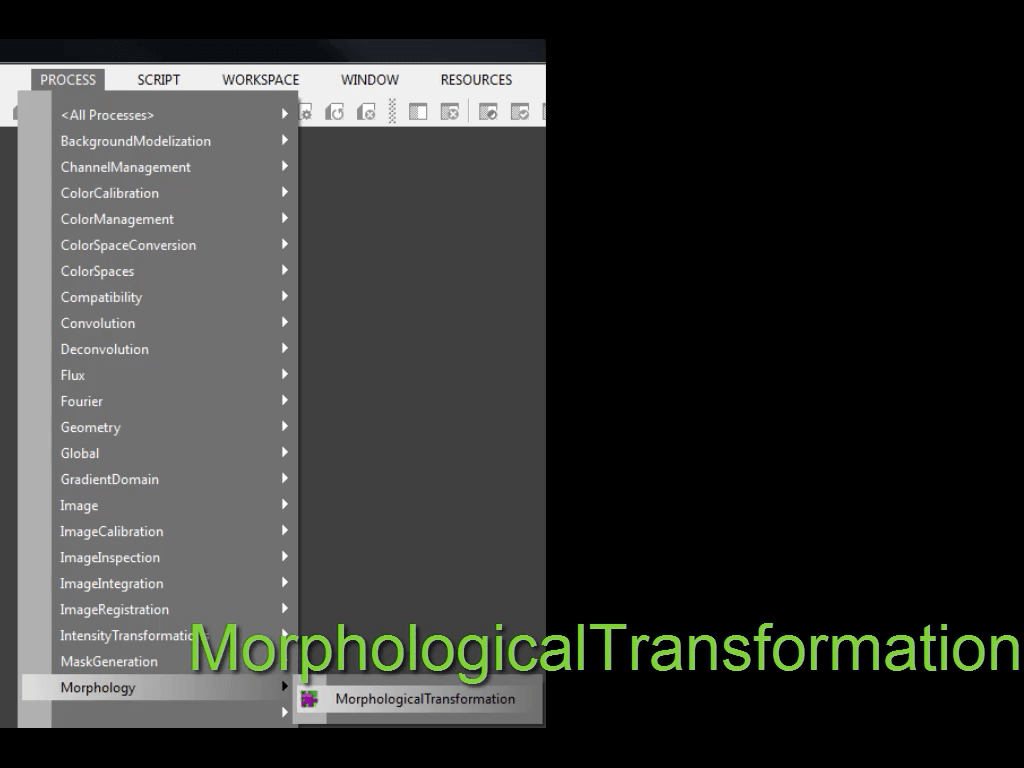 PROCESS SCRIPT WORKSPACE WINDOW RESOURCES
<All Processes>
BackgroundModelization
ChannelManagement
ColorCalibration
ColorManagement
ColorSpaceConversion
ColorSpaces
Compatibility
Convolution
Deconvolution
Flux
Fourier
Geometry
Global
GradientDomain
Image
ImageCalibration
ImageInspection
ImageIntegration
ImageRegistration
IntensityTransformatio
MorphologicalTransformation
MaskGeneration
Morphology
MorphologicalTransformation